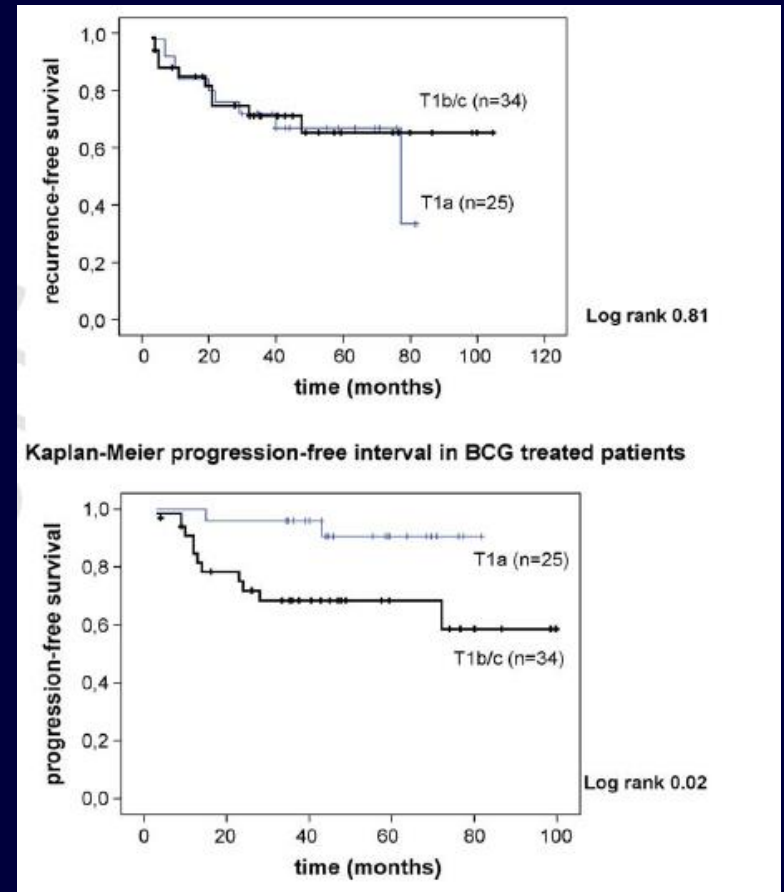 recurrence-free survival
1,0
0,8
0,6
0,4
0,2
0,0
T1b/c (n=34)
T1a (n=25)
Log rank 0.81
0 20 40 60 80 100 120
time (months)
Kaplan-Meier progression-free interval in BCG treated patients
progression-free survival
1,0
0,8
0,6
0,4
0,2
0,0
T1a (n=25)
T1b/c (n=34)
Log rank 0.02
0 20 40 60 80 100
time (months)